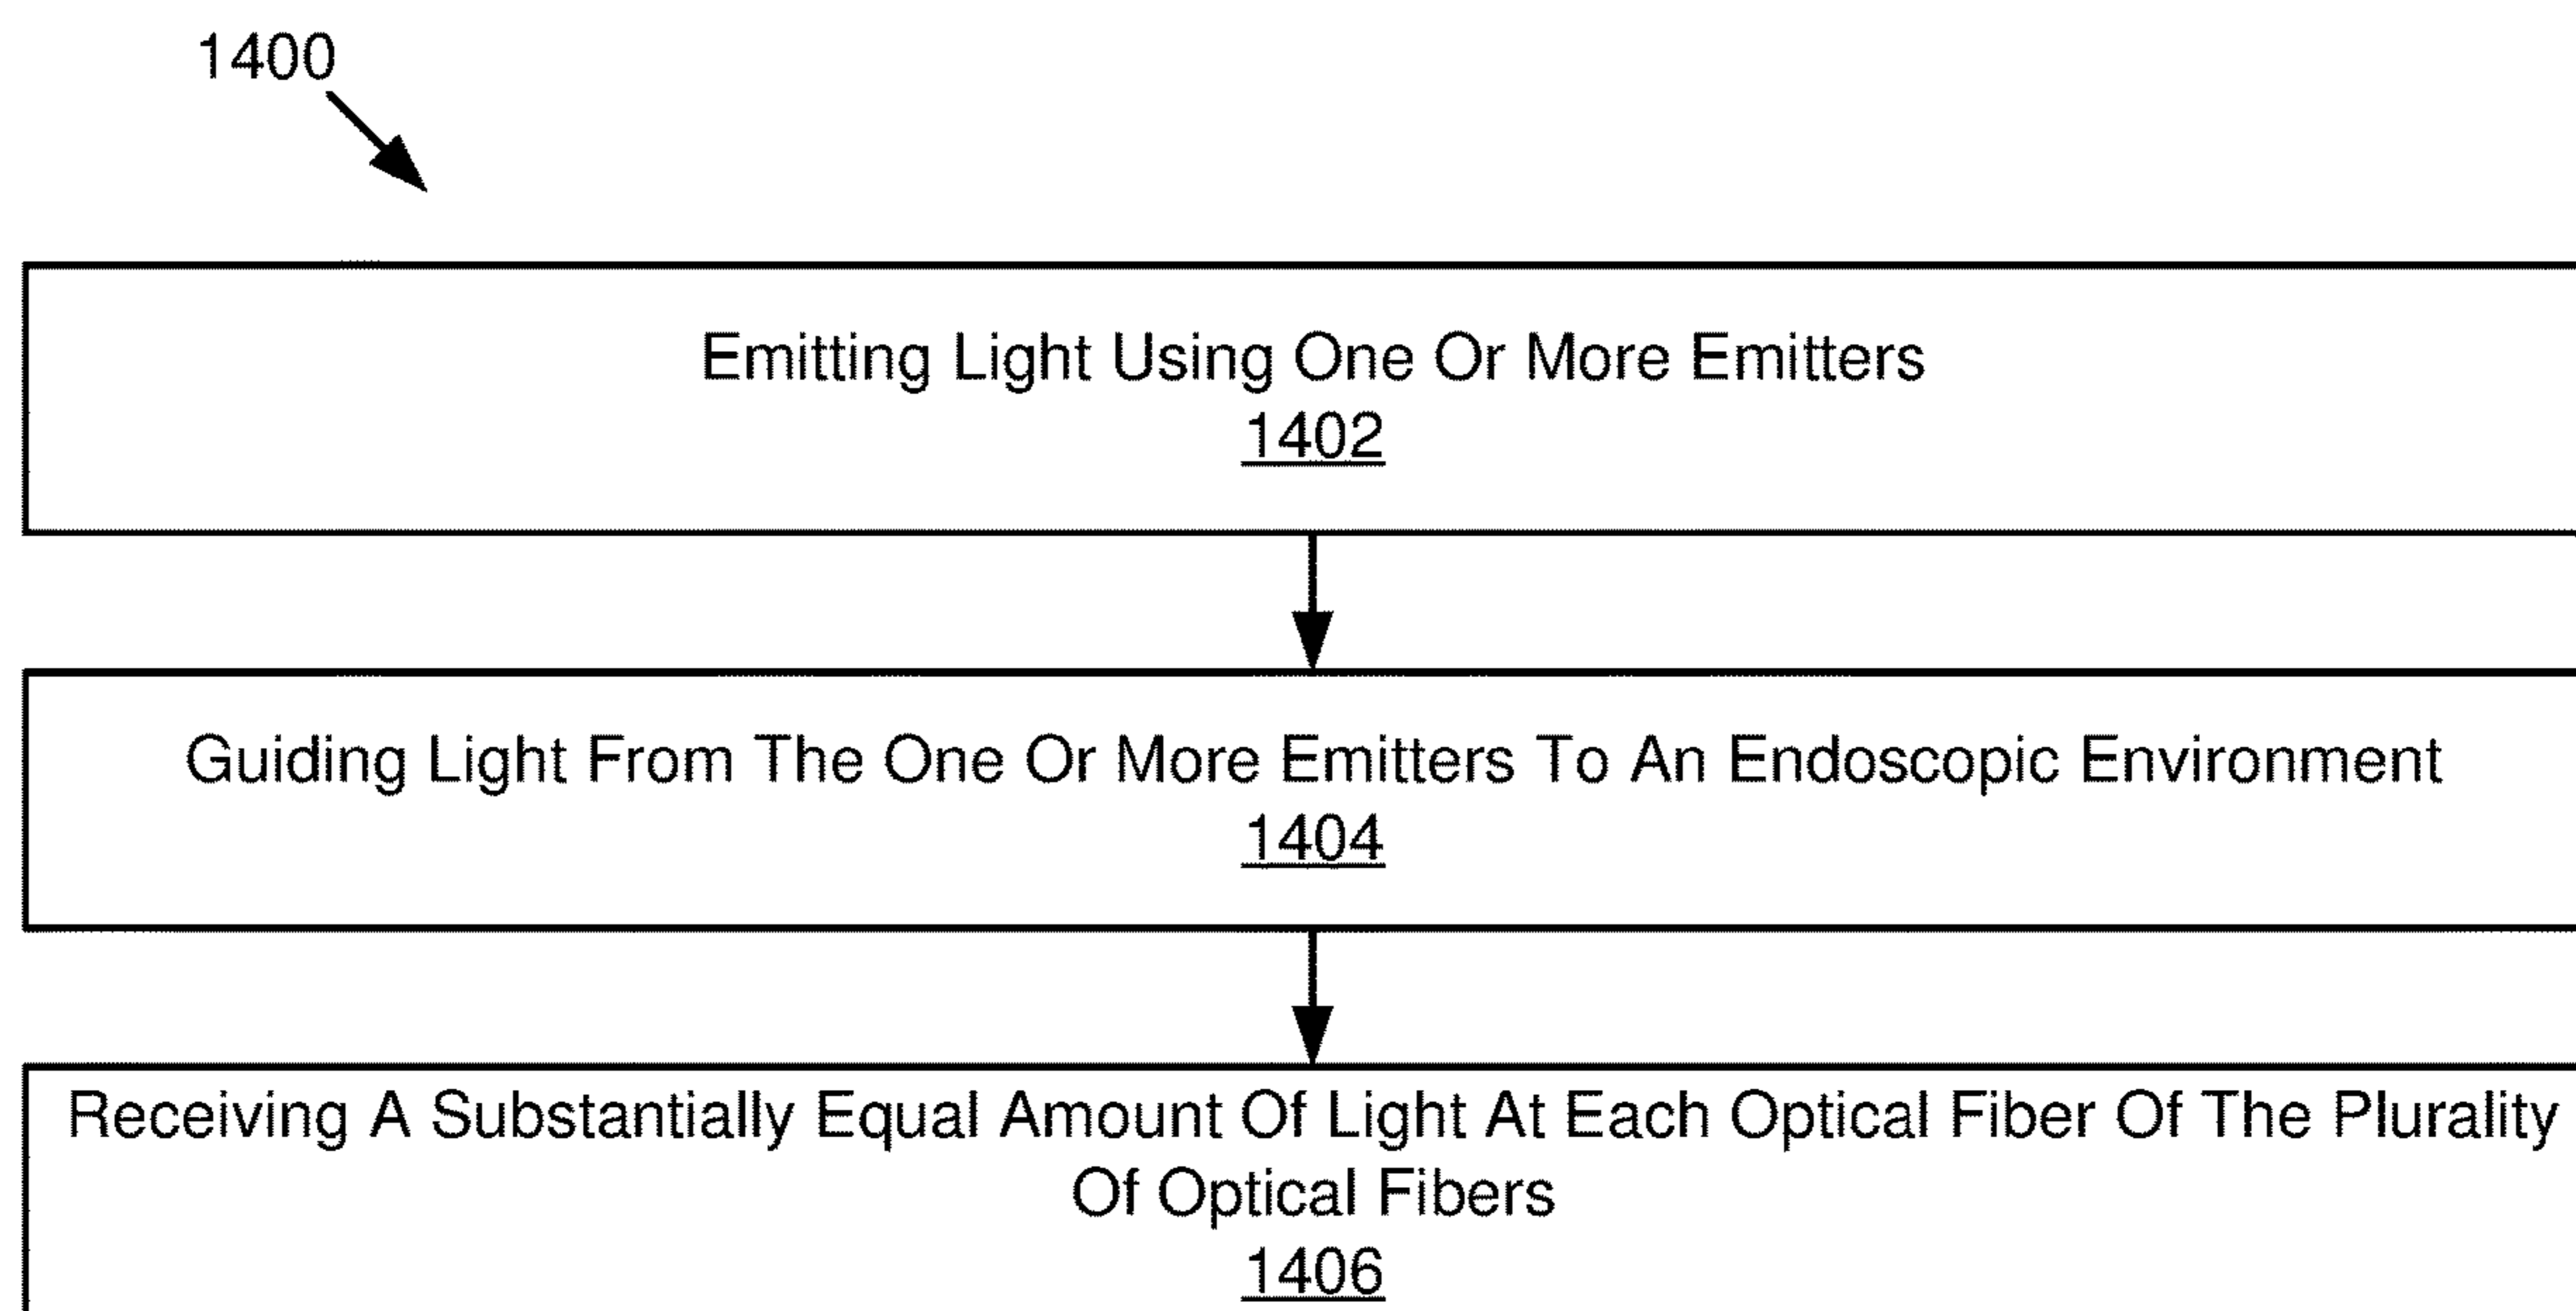 1400
Emitting Light Using One Or More Emitters
1402
Guiding Light From The One Or More Emitters To An Endoscopic Environment
1404
Receiving A Substantially Equal Amount Of Light At Each Optical Fiber Of The Plurality
Of Optical Fibers
1406